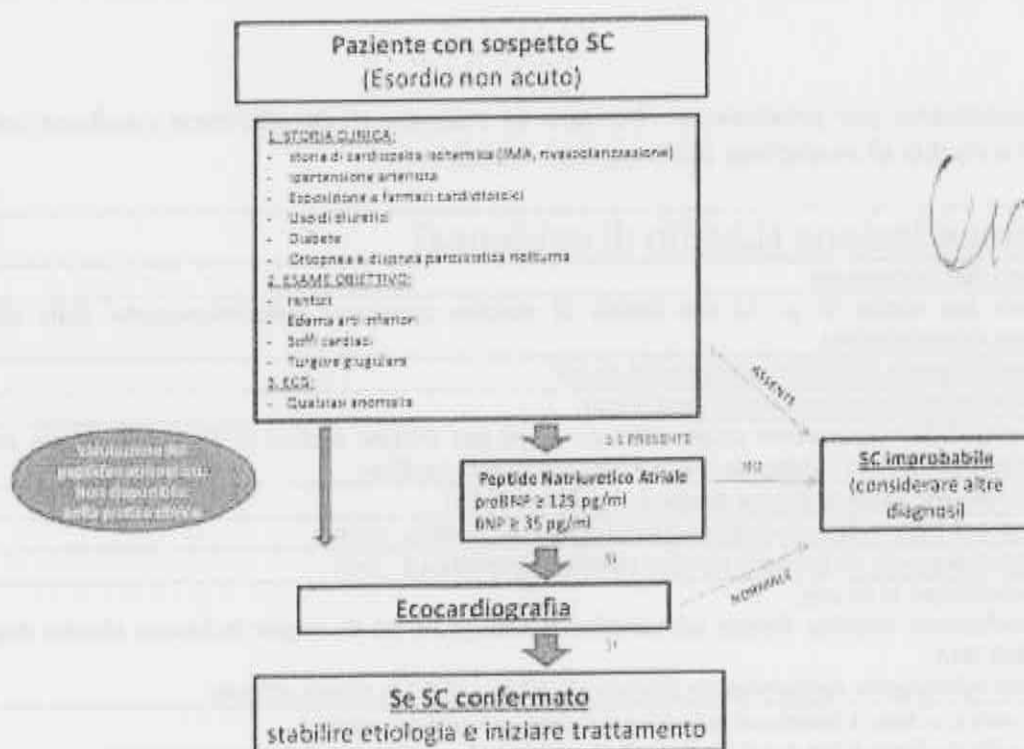 Paziente con sospetto SC
(Esordio non acuto)
1. STORIA CLINICA:
- storia di cardiopatia ischemica (IMA, rivascolarizzazione)
- Ipertensione arteriosa
- Esposizione a farmaci cardiotossici
- Uso di diuretici
- Diabete
- Ortopnea e dispnea parossistica notturna
2. ESAME OBIETTIVO:
- rantoli
- Edema arti inferiori
- Soffi cardiaci
- Turgore giugulare
3. ECG:
- Qualsiasi anomalia
ASSENTE
≥ 1 PRESENTE
Peptide Natriuretico Atriale
proBNP ≥ 125 pg/ml
BNP ≥ 35 pg/ml
NO
SC improbabile
(considerare altre
diagnosi)
SI
NORMALE
Ecocardiografia
SI
Se SC confermato
stabilire etiologia e iniziare trattamento